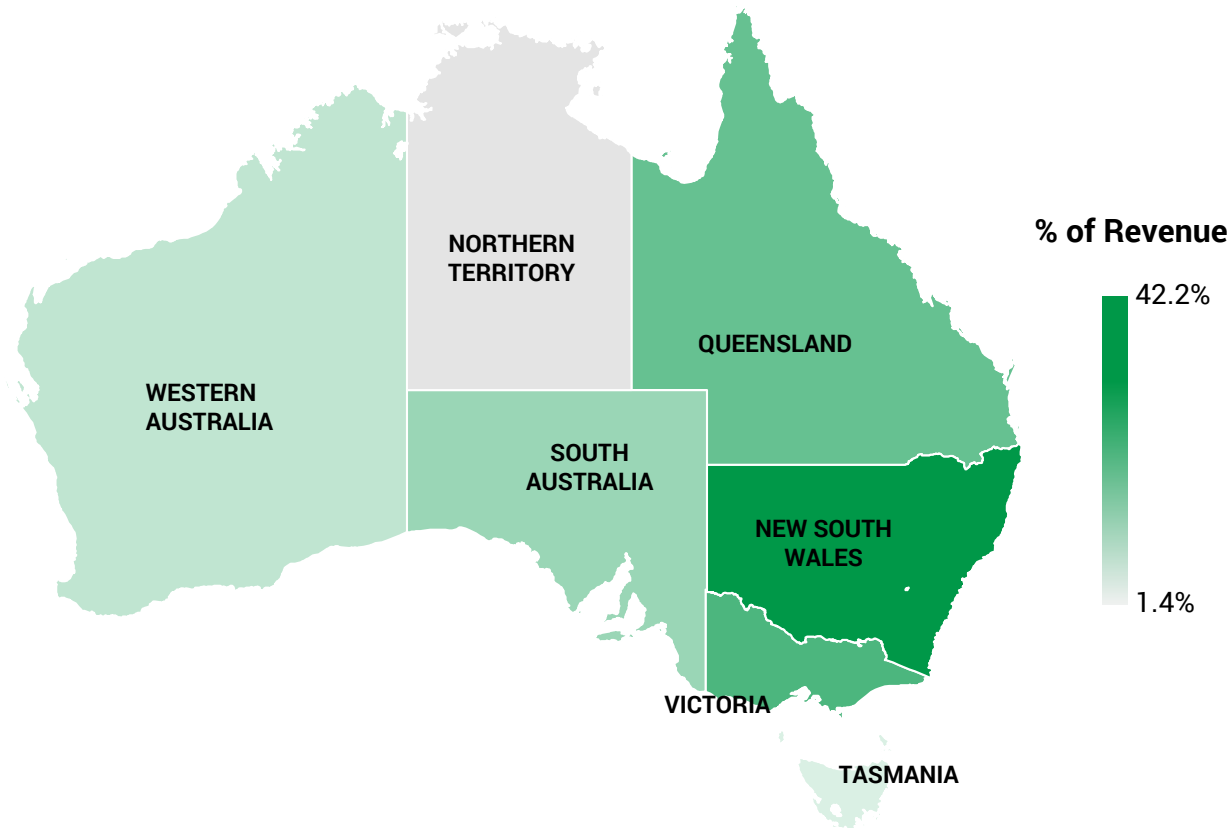 NORTHERN
TERRITORY
% of Revenue
42.2%
QUEENSLAND
WESTERN
AUSTRALIA
SOUTH
AUSTRALIA
NEW SOUTH
WALES
1.4%
VICTORIA
TASMANIA